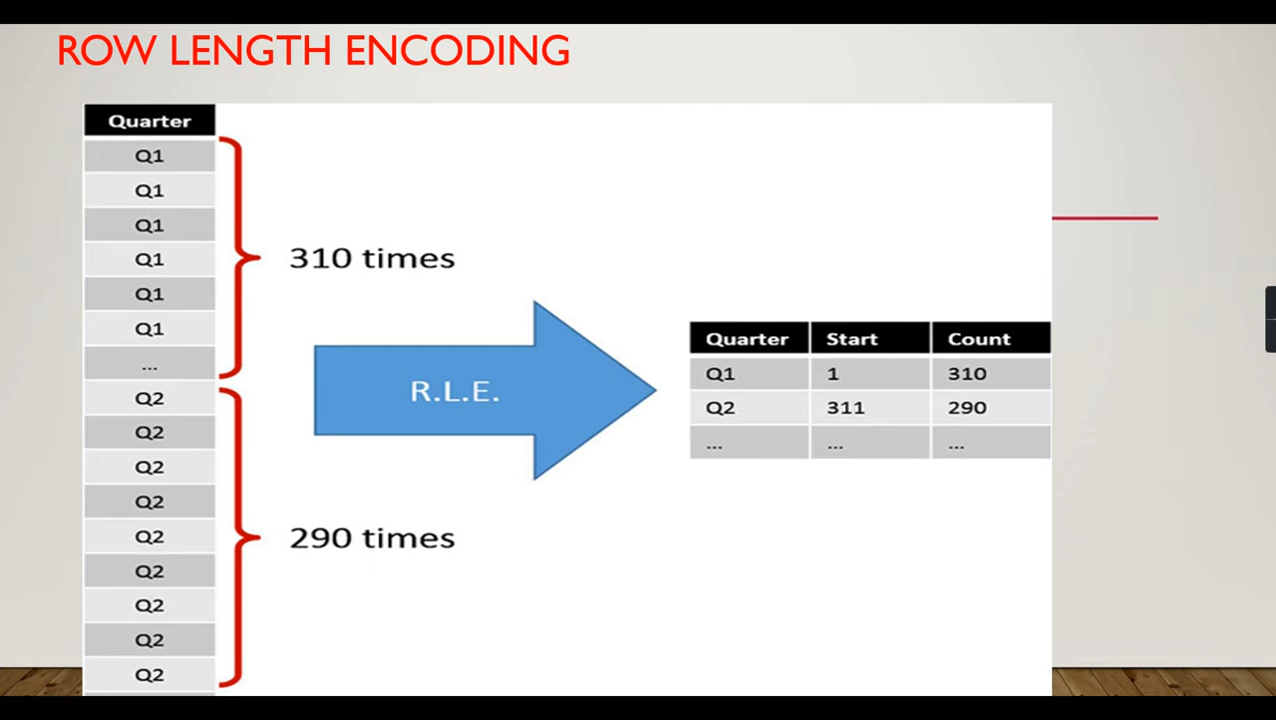 ROW LENGTH ENCODING
Quarter
Q1
Q1
Q1
Q1
Q1
Q1
...
Q2
Q2
Q2
Q2
Q2
Q2
Q2
Q2
Q2
310 times
290 times
R.L.E.
Quarter Start Count
Q1 1 310
Q2 311 290
... ... ...